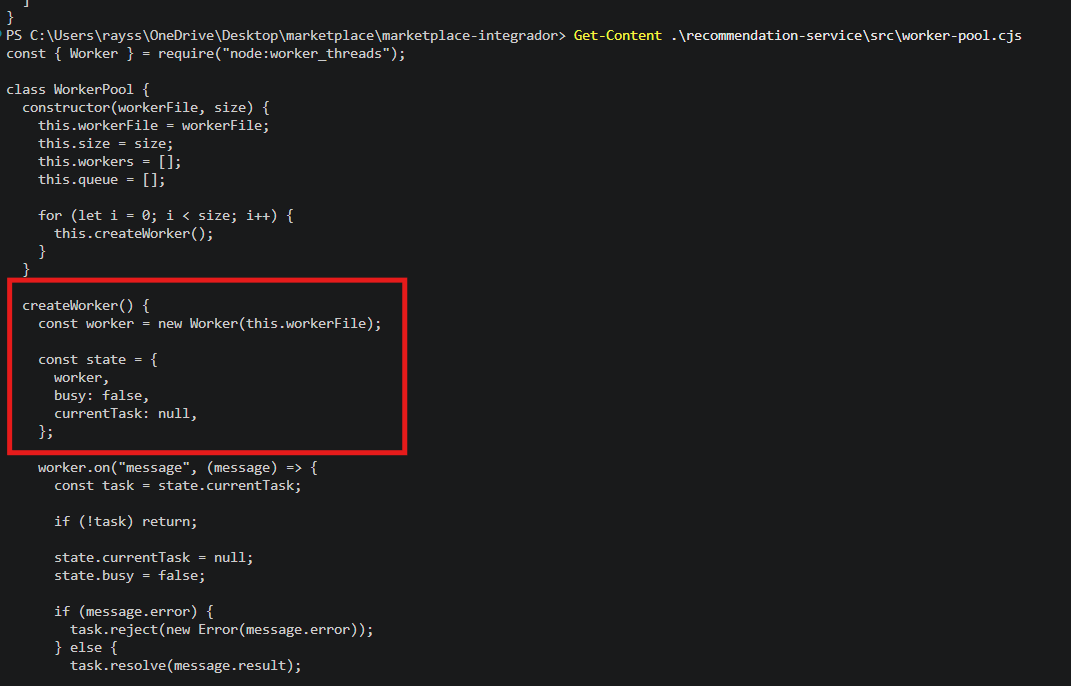 ]
}
PS C:\Users\rayss\OneDrive\Desktop\marketplace\marketplace-integrador> Get-Content .\recommendation-service\src\worker-pool.cjs
const { Worker } = require("node:worker_threads");

class WorkerPool {
  constructor(workerFile, size) {
    this.workerFile = workerFile;
    this.size = size;
    this.workers = [];
    this.queue = [];

    for (let i = 0; i < size; i++) {
      this.createWorker();
    }
  }

  createWorker() {
    const worker = new Worker(this.workerFile);

    const state = {
      worker,
      busy: false,
      currentTask: null,
    };

    worker.on("message", (message) => {
      const task = state.currentTask;

      if (!task) return;

      state.currentTask = null;
      state.busy = false;

      if (message.error) {
        task.reject(new Error(message.error));
      } else {
        task.resolve(message.result);